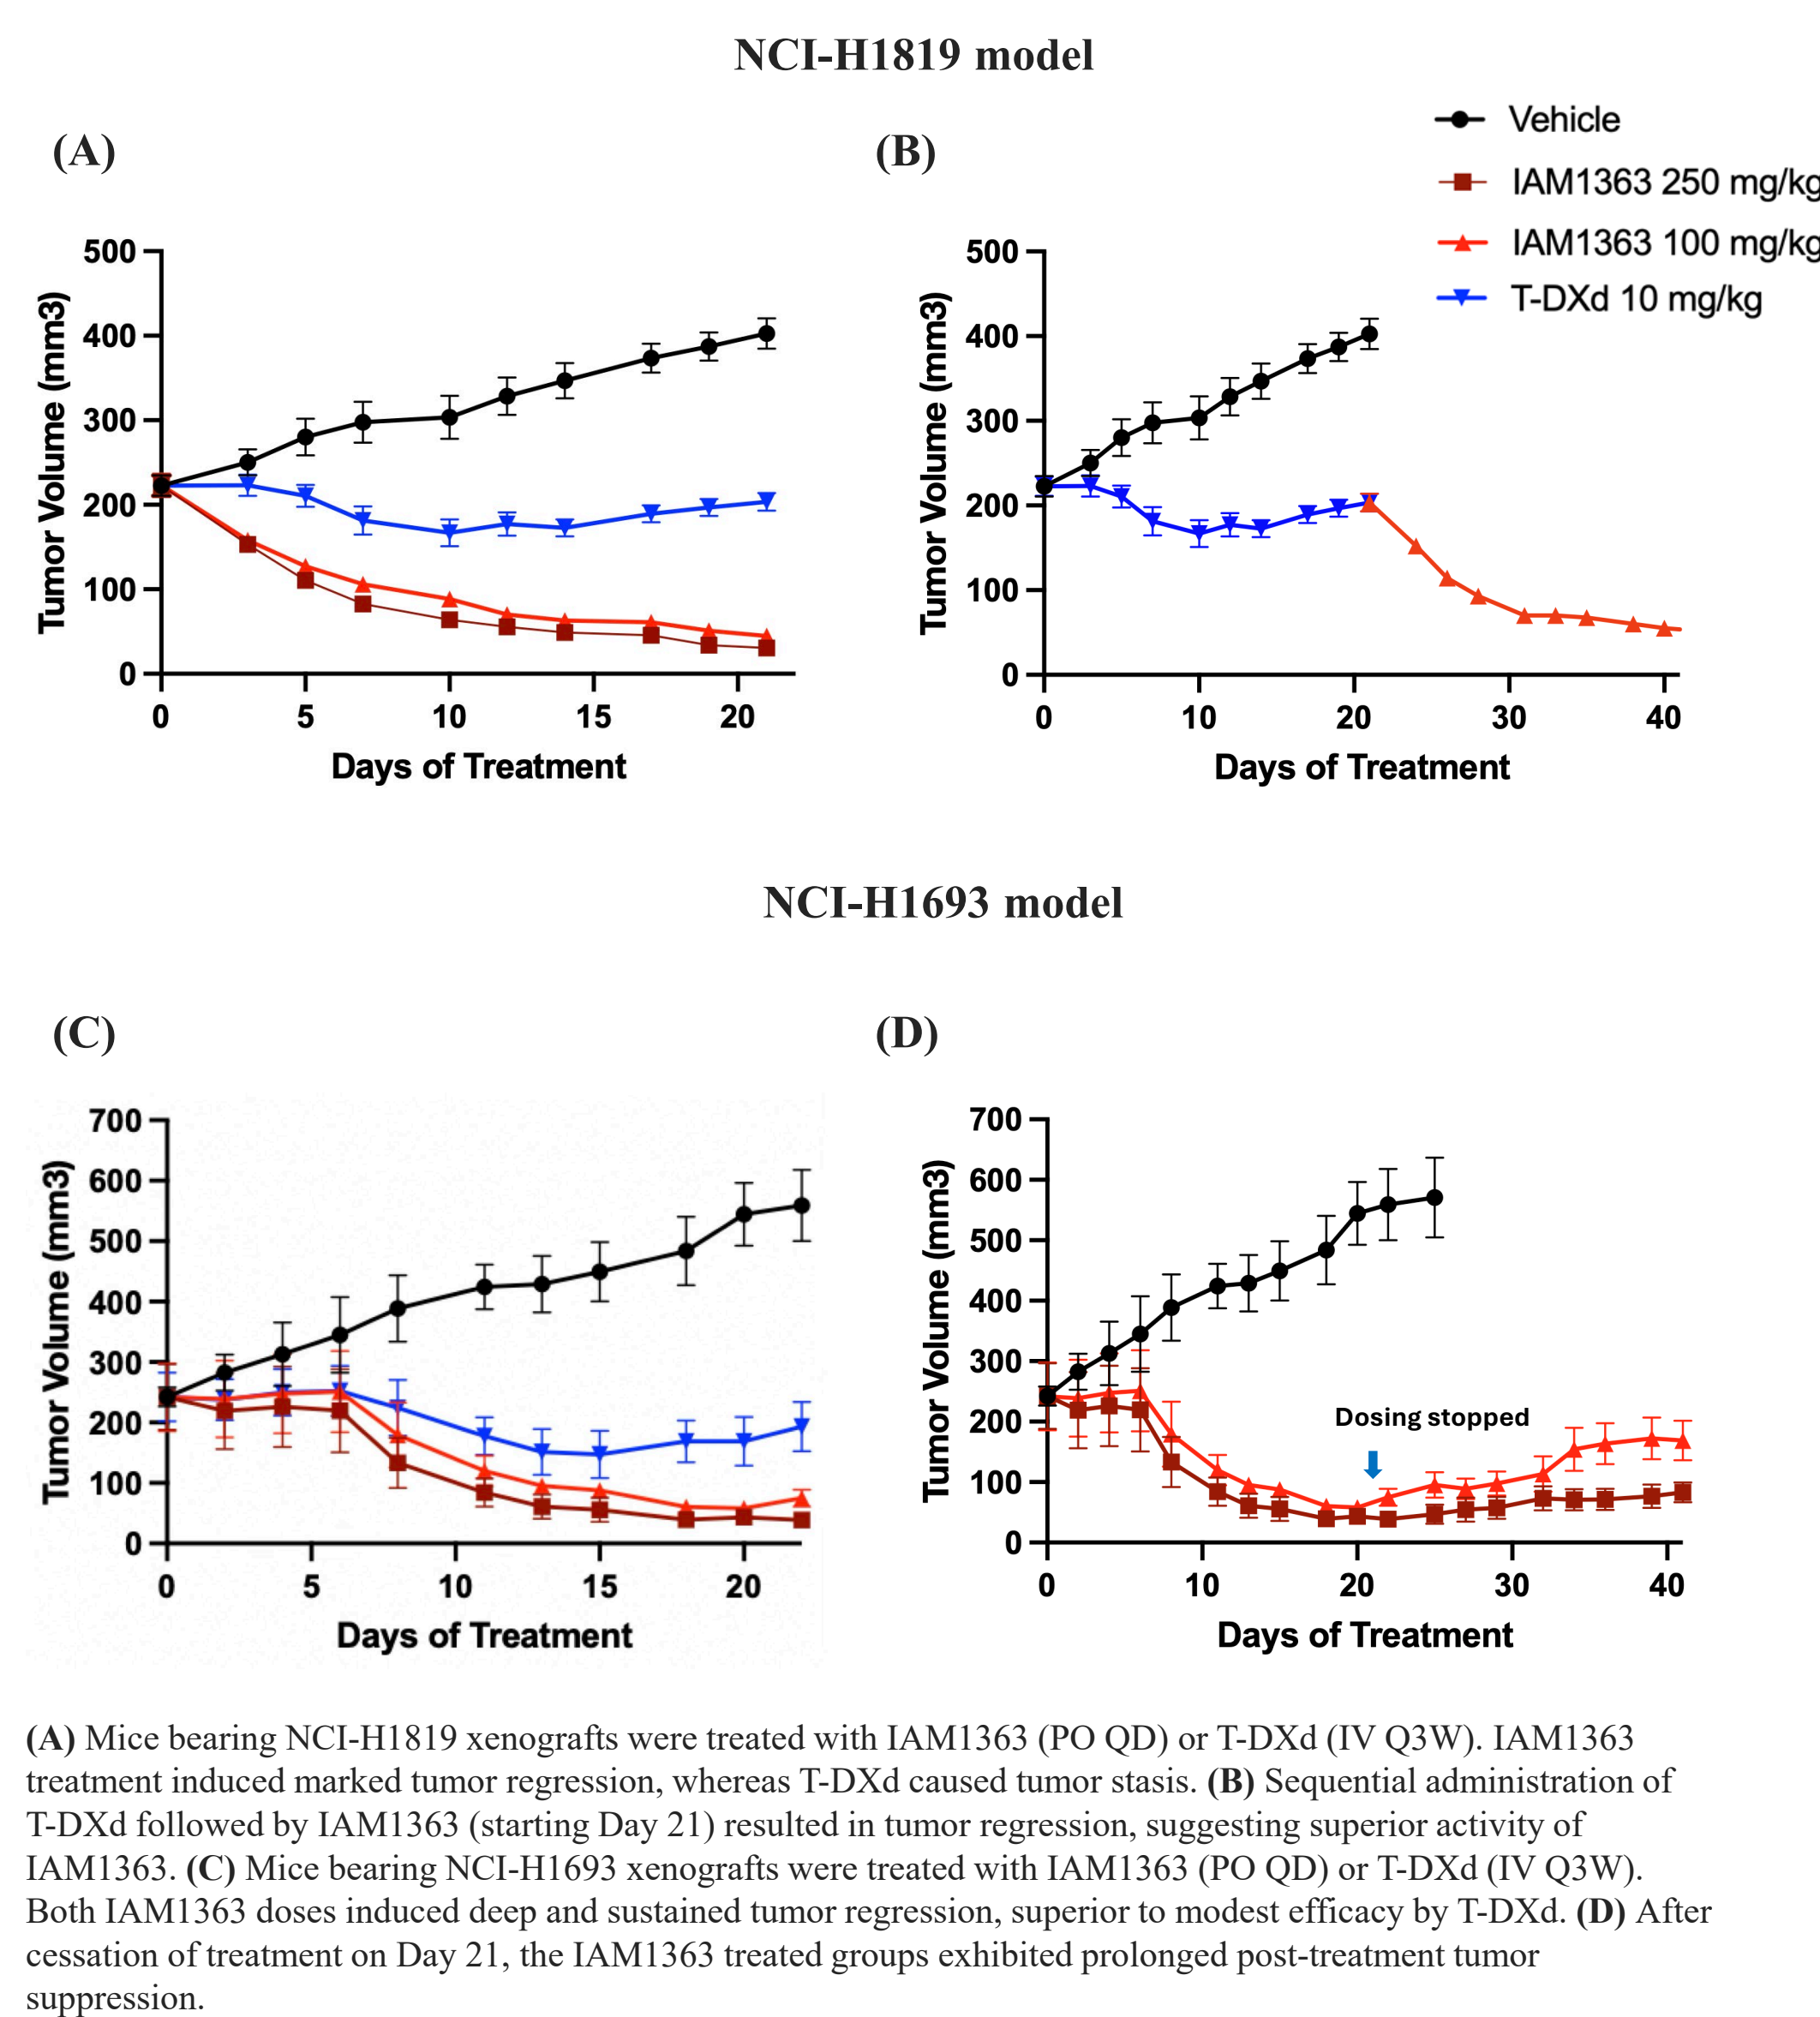 NCI-H1819 model
(A)
(B)
Vehicle
IAM1363 250 mg/kg
IAM1363 100 mg/kg
T-DXd 10 mg/kg
Tumor Volume (mm3)
500
400
300
200
100
0
0 5 10 15 20
Days of Treatment
Tumor Volume (mm3)
500
400
300
200
100
0
0 10 20 30 40
Days of Treatment
NCI-H1693 model
(C)
(D)
Tumor Volume (mm3)
700
600
500
400
300
200
100
0
0 5 10 15 20
Days of Treatment
Tumor Volume (mm3)
700
600
500
400
300
200
100
0
Dosing stopped
0 10 20 30 40
Days of Treatment
(A) Mice bearing NCI-H1819 xenografts were treated with IAM1363 (PO QD) or T-DXd (IV Q3W). IAM1363
treatment induced marked tumor regression, whereas T-DXd caused tumor stasis. (B) Sequential administration of
T-DXd followed by IAM1363 (starting Day 21) resulted in tumor regression, suggesting superior activity of
IAM1363. (C) Mice bearing NCI-H1693 xenografts were treated with IAM1363 (PO QD) or T-DXd (IV Q3W).
Both IAM1363 doses induced deep and sustained tumor regression, superior to modest efficacy by T-DXd. (D) After
cessation of treatment on Day 21, the IAM1363 treated groups exhibited prolonged post-treatment tumor
suppression.